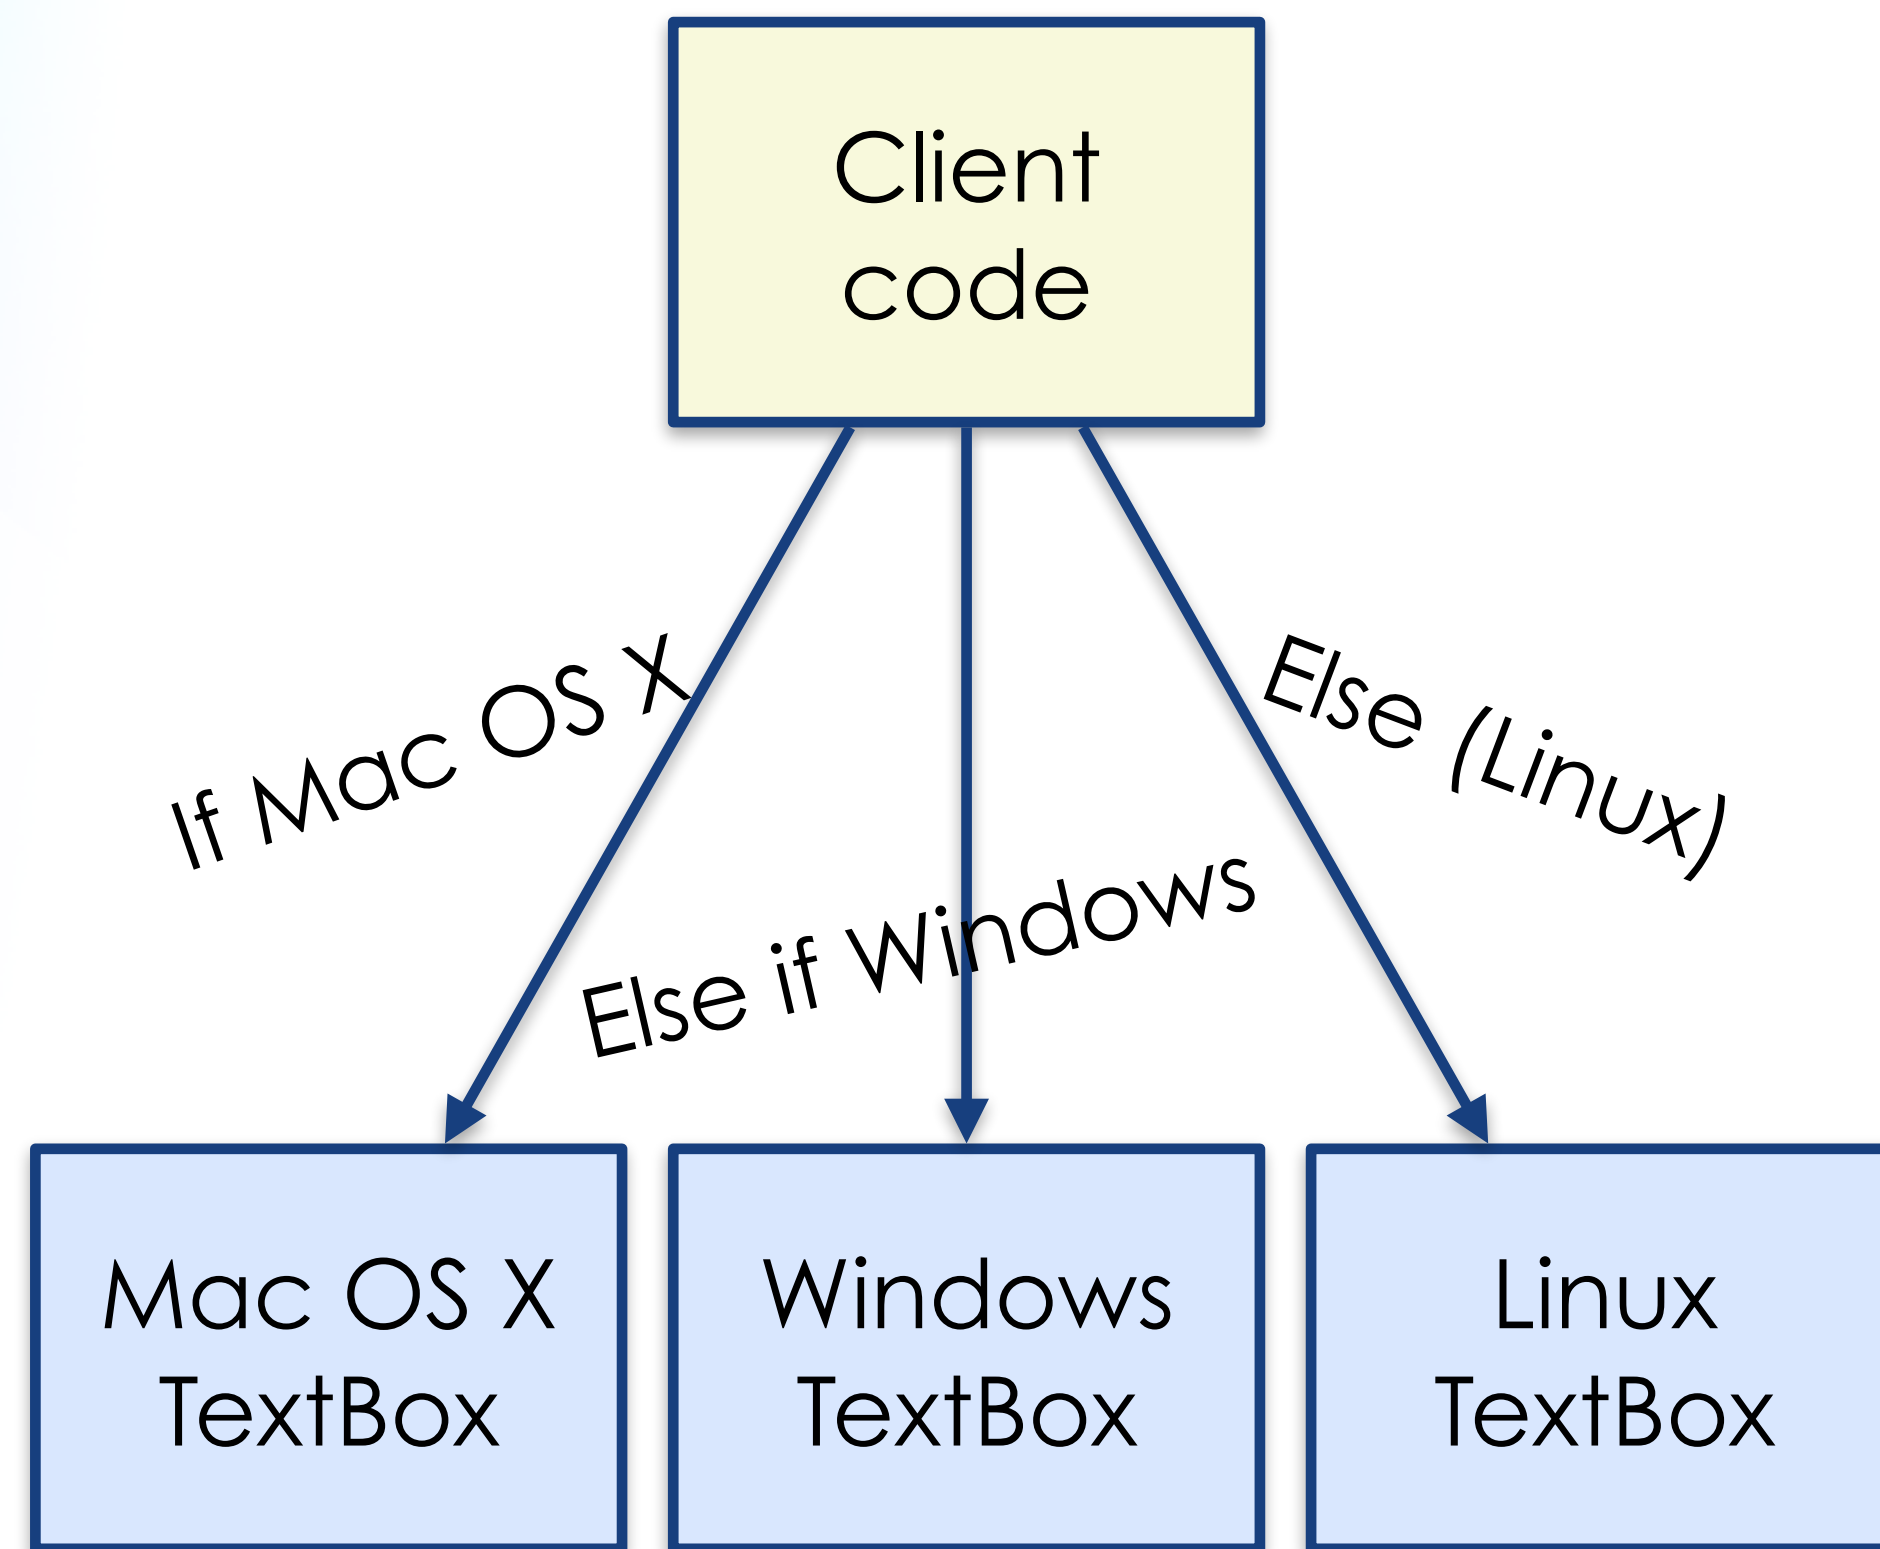 Client
code
If Mac OS X
Else if Windows
Else (Linux)
Mac OS X
TextBox
Windows
TextBox
Linux
TextBox